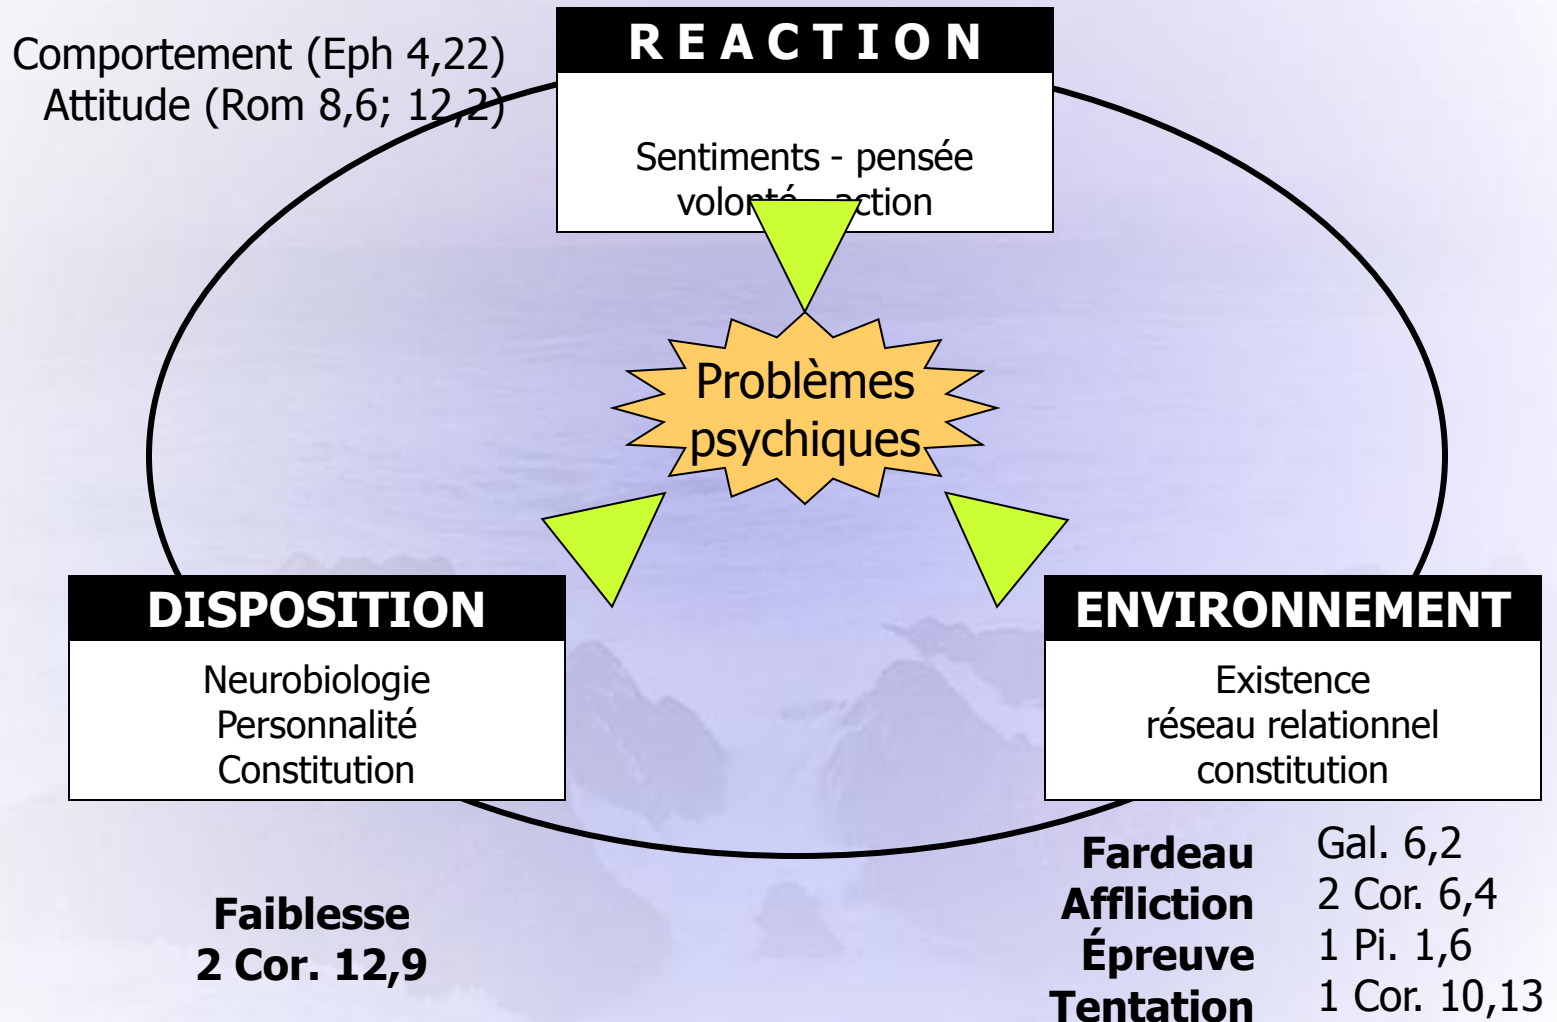 Comportement (Eph 4,22)
Attitude (Rom 8,6; 12,2)
R E A C T I O N
Sentiments - pensée
volonté - action
Problèmes
psychiques
DISPOSITION
Neurobiologie
Personnalité
Constitution
ENVIRONNEMENT
Existence
réseau relationnel
constitution
Faiblesse
2 Cor. 12,9
Fardeau Gal. 6,2
Affliction 2 Cor. 6,4
Épreuve 1 Pi. 1,6
Tentation 1 Cor. 10,13